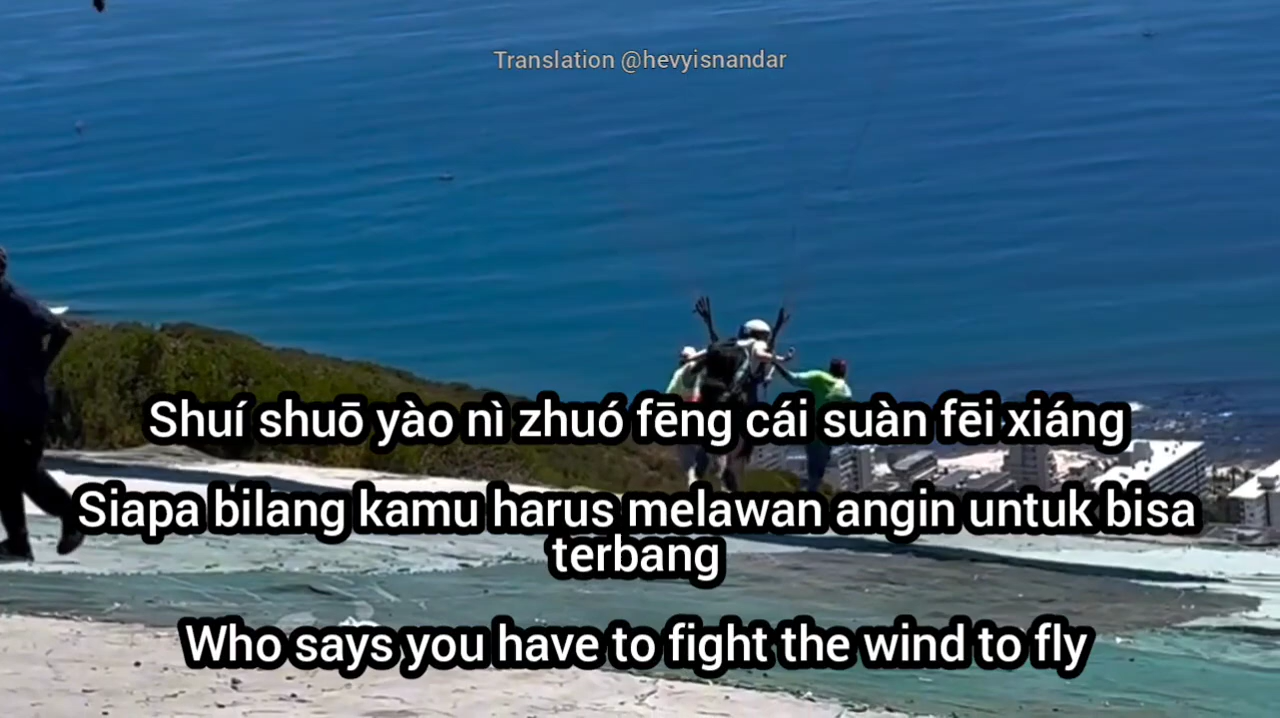 Translation @hevyisnandar
Shuí shuō yào nì zhuó fēng cái suàn fēi xiáng
Siapa bilang kamu harus melawan angin untuk bisa
terbang
Who says you have to fight the wind to fly